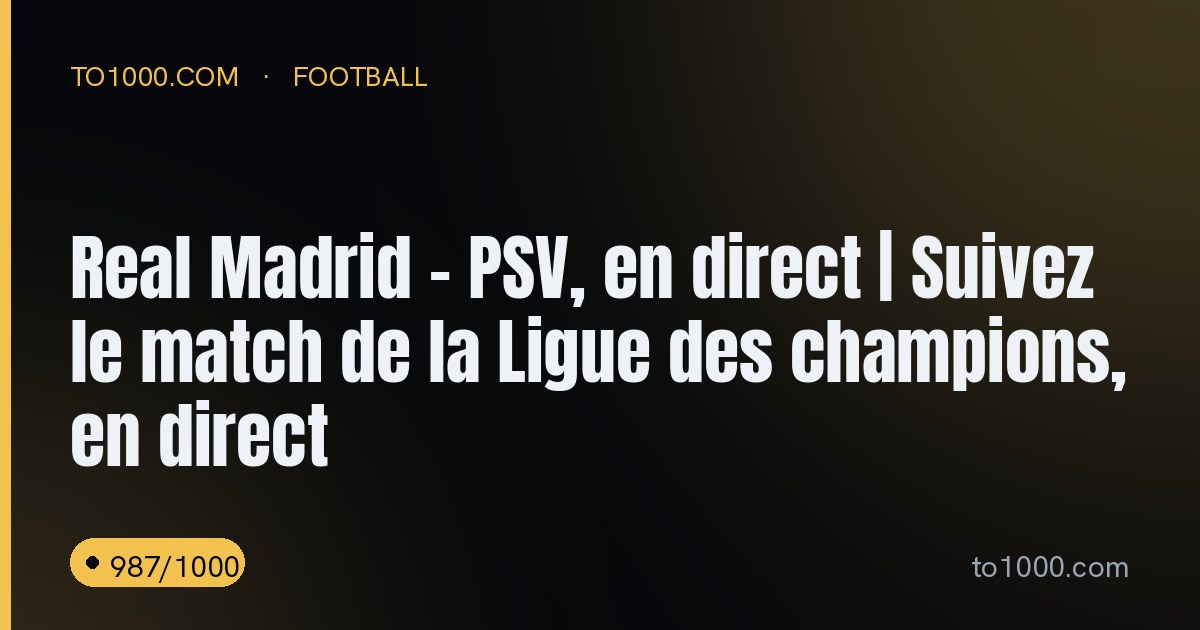 TO1000.COM · FOOTBALL
Real Madrid - PSV, en direct | Suivez
le match de la Ligue des champions,
en direct
987/1000
to1000.com